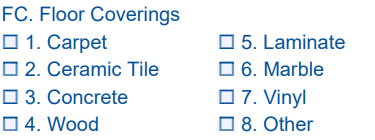 FC. Floor Coverings
☐ 1. Carpet
☐ 2. Ceramic Tile
☐ 3. Concrete
☐ 4. Wood
☐ 5. Laminate
☐ 6. Marble
☐ 7. Vinyl
☐ 8. Other